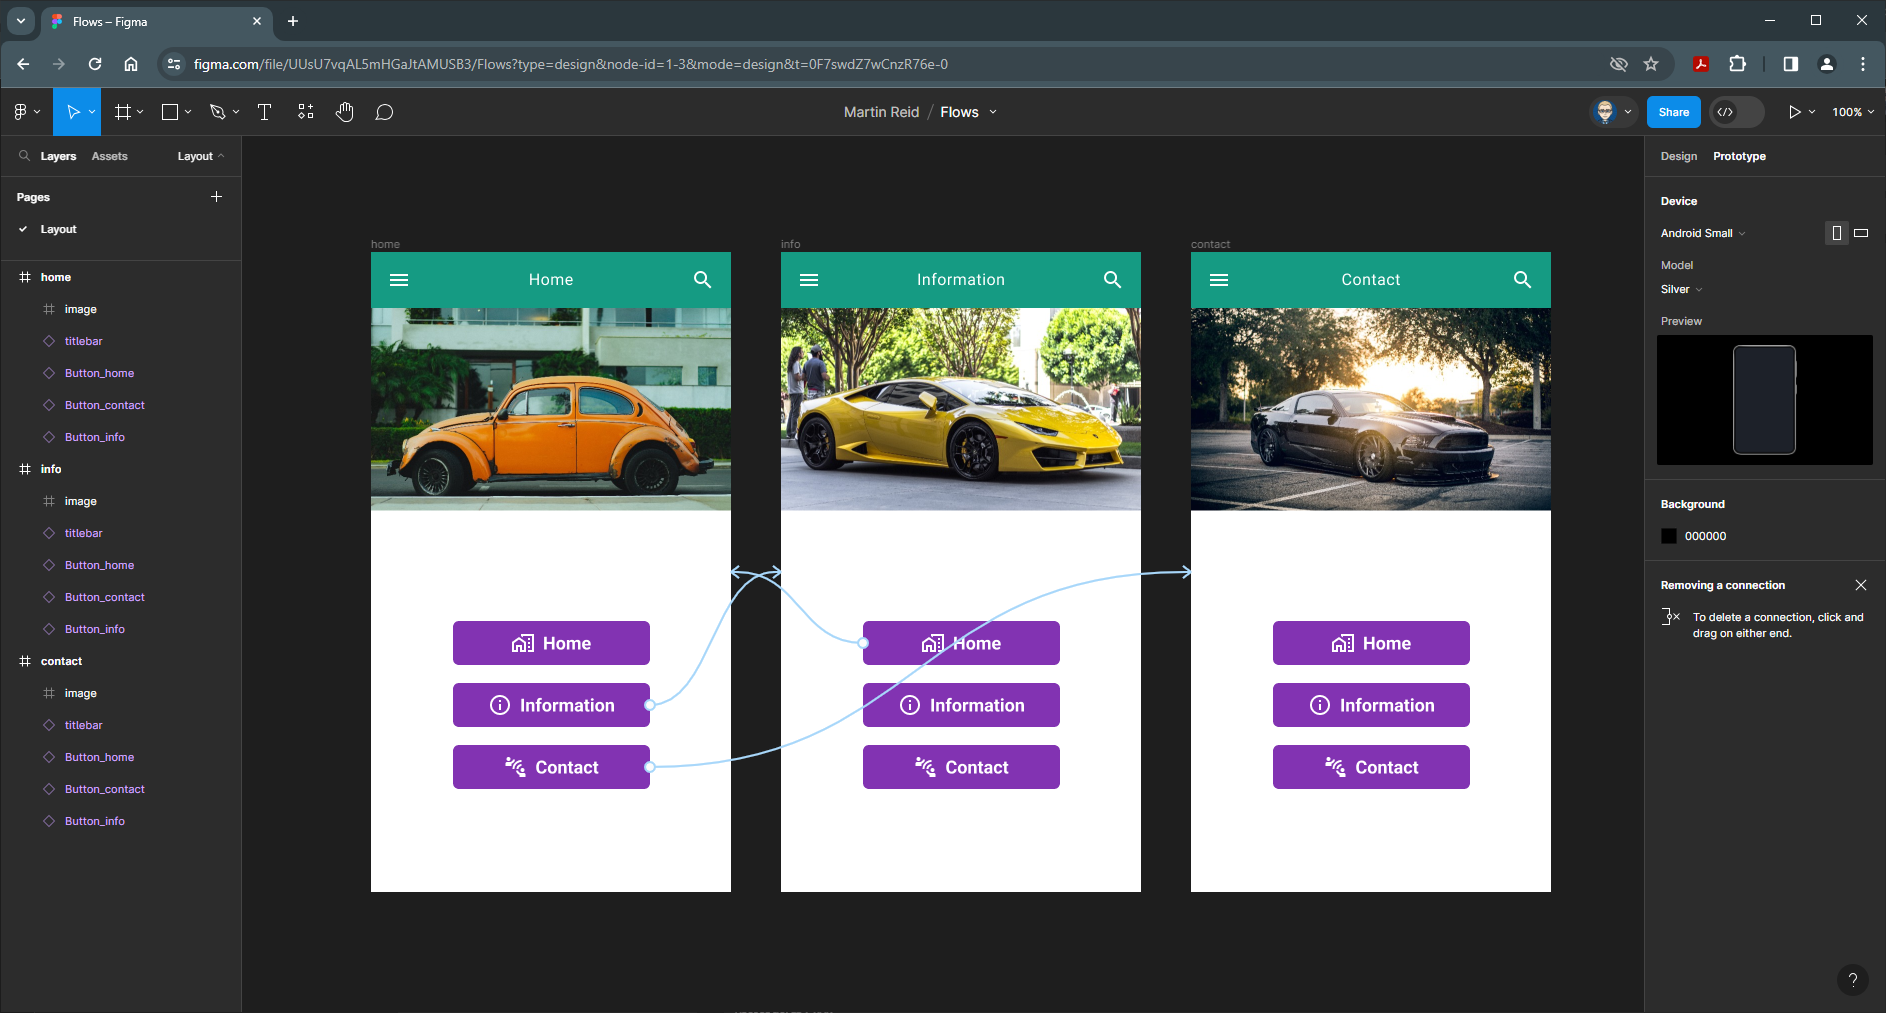 Flows – Figma
figma.com/file/UUsU7vqAL5mHGaJtAMUSB3/Flows?type=design&node-id=1-3&mode=design&t=0F7swdZ7wCnzR76e-0
Martin Reid / Flows
Share
100%
Layers
Assets
Layout
Pages
Layout
home
image
titlebar
Button_home
Button_contact
Button_info
info
image
titlebar
Button_home
Button_contact
Button_info
contact
image
titlebar
Button_home
Button_contact
Button_info
home
Home
Home
Information
Contact
info
Information
Home
Information
Contact
contact
Contact
Home
Information
Contact
Design
Prototype
Device
Android Small
Model
Silver
Preview
Background
000000
Removing a connection
To delete a connection, click and
drag on either end.
?